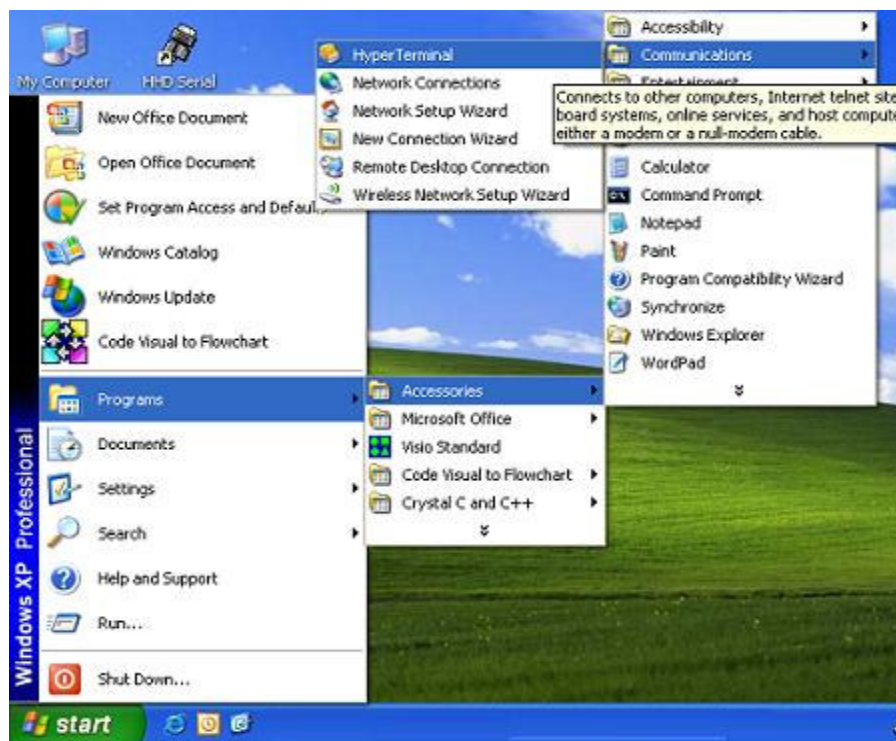 My Computer
HHD Serial
New Office Document
Open Office Document
Set Program Access and Defaults
Windows Catalog
Windows Update
Code Visual to Flowchart
Programs
Documents
Settings
Search
Help and Support
Run...
Shut Down...
Windows XP Professional
start
Accessories
Microsoft Office
Visio Standard
Code Visual to Flowchart
Crystal C and C++
Accessibility
Communications
Entertainment
Calculator
Command Prompt
Notepad
Paint
Program Compatibility Wizard
Synchronize
Windows Explorer
WordPad
HyperTerminal
Network Connections
Network Setup Wizard
New Connection Wizard
Remote Desktop Connection
Wireless Network Setup Wizard
Connects to other computers, Internet telnet site
board systems, online services, and host compute
either a modem or a null-modem cable.